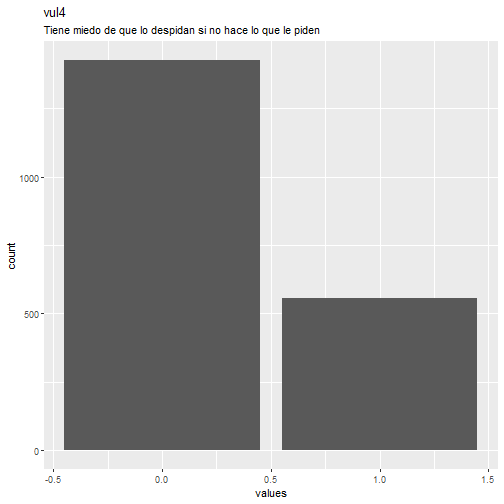 vul4
Tiene miedo de que lo despidan si no hace lo que le piden
1000
500
0
count
-0.5 0.0 0.5 1.0 1.5
values